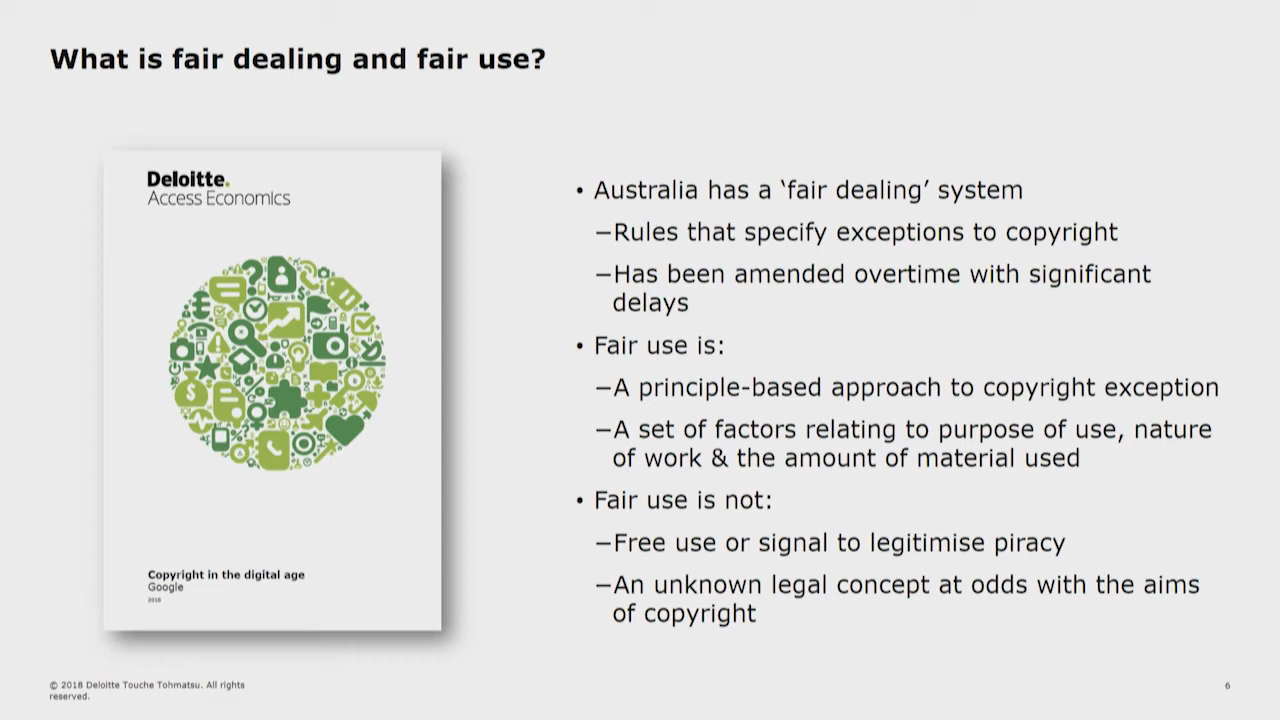 What is fair dealing and fair use?
Deloitte.
Access Economics
Copyright in the digital age
Google
2018
• Australia has a ‘fair dealing’ system
–Rules that specify exceptions to copyright
–Has been amended overtime with significant
delays
• Fair use is:
–A principle-based approach to copyright exception
–A set of factors relating to purpose of use, nature
of work & the amount of material used
• Fair use is not:
–Free use or signal to legitimise piracy
–An unknown legal concept at odds with the aims
of copyright
© 2018 Deloitte Touche Tohmatsu. All rights
reserved.
6